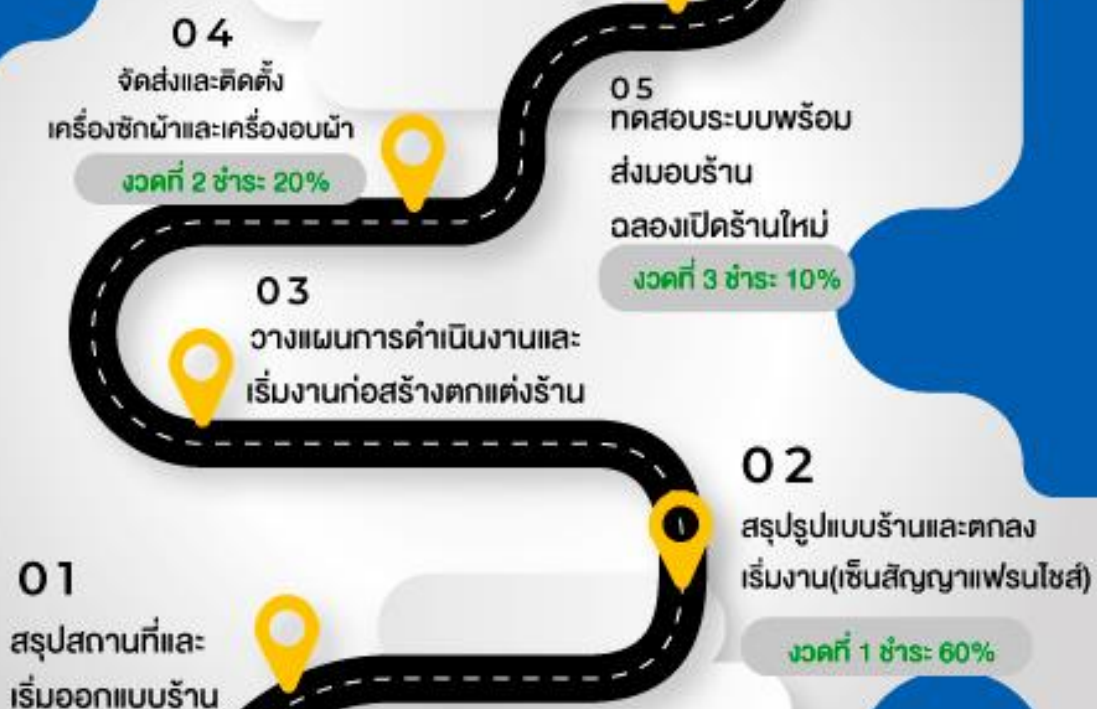 04
จัดส่งและติดตั้ง
เครื่องซักผ้าและเครื่องอบผ้า
งวดที่ 2 ชำระ 20%
05
ทดสอบระบบพร้อม
ส่งมอบร้าน
ฉลองเปิดร้านใหม่
งวดที่ 3 ชำระ 10%
03
วางแผนการดำเนินงานและ
เริ่มงานก่อสร้างตกแต่งร้าน
02
สรุปรูปแบบร้านและตกลง
เริ่มงาน(เซ็นสัญญาแฟรนไชส์)
งวดที่ 1 ชำระ 60%
01
สรุปสถานที่และ
เริ่มออกแบบร้าน